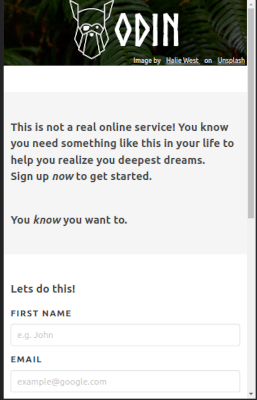 ODIN
Image by Halie West on Unsplash
This is not a real online service! You know
you need something like this in your life to
help you realize you deepest dreams.
Sign up now to get started.
You know you want to.
Lets do this!
FIRST NAME
e.g. John
EMAIL
example@google.com